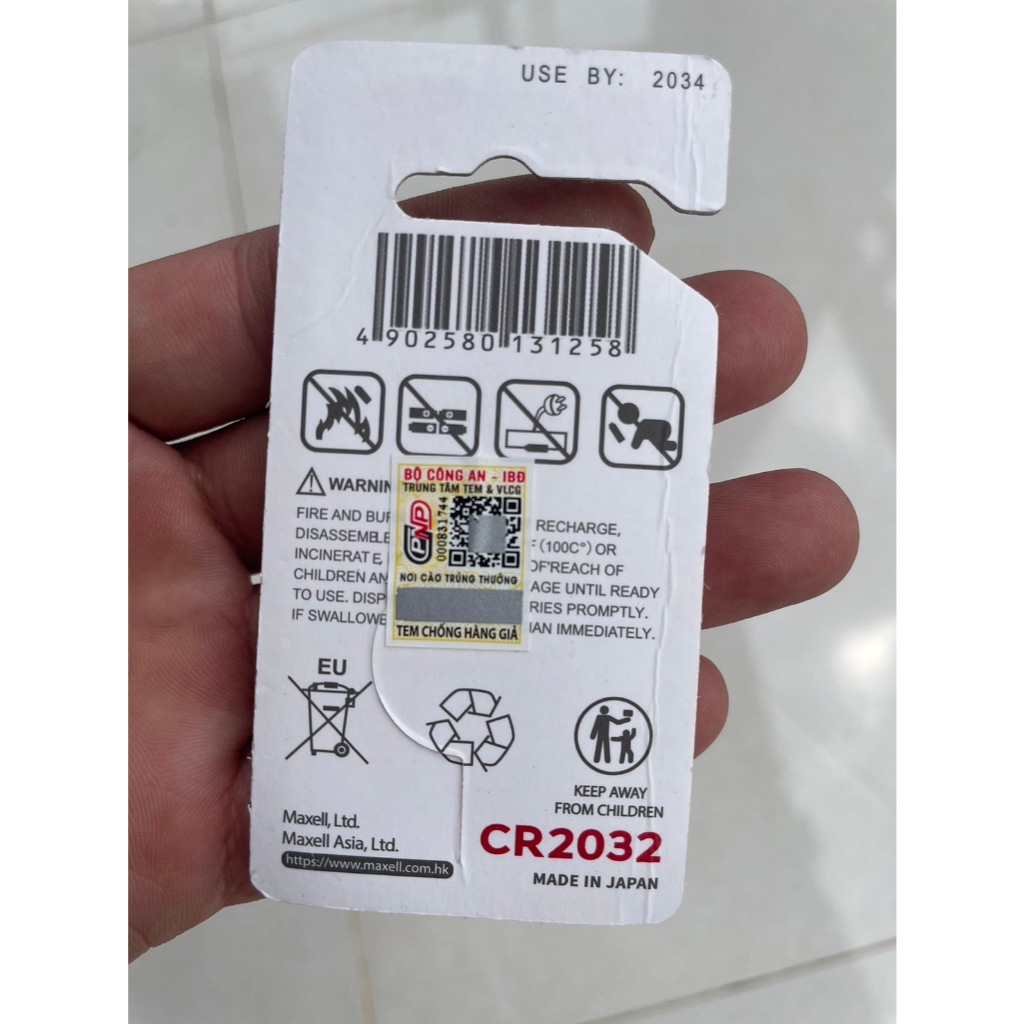 USE BY: 2034
4 902580 131258
WARNIN
FIRE AND BUR RECHARGE,
DISASSEMBLE F (100C°) OR
INCINERATE, OF'REACH OF
CHILDREN AN AGE UNTIL READY
TO USE. DISP RIES PROMPTLY.
IF SWALLOWE IAN IMMEDIATELY.
BỘ CÔNG AN - IBĐ
TRUNG TÂM TEM & VLCG
PNP
000831744
NƠI CÀO TRÚNG THƯỞNG
TEM CHỐNG HÀNG GIẢ
EU
KEEP AWAY
FROM CHILDREN
Maxell, Ltd.
Maxell Asia, Ltd.
https://www.maxell.com.hk
CR2032
MADE IN JAPAN